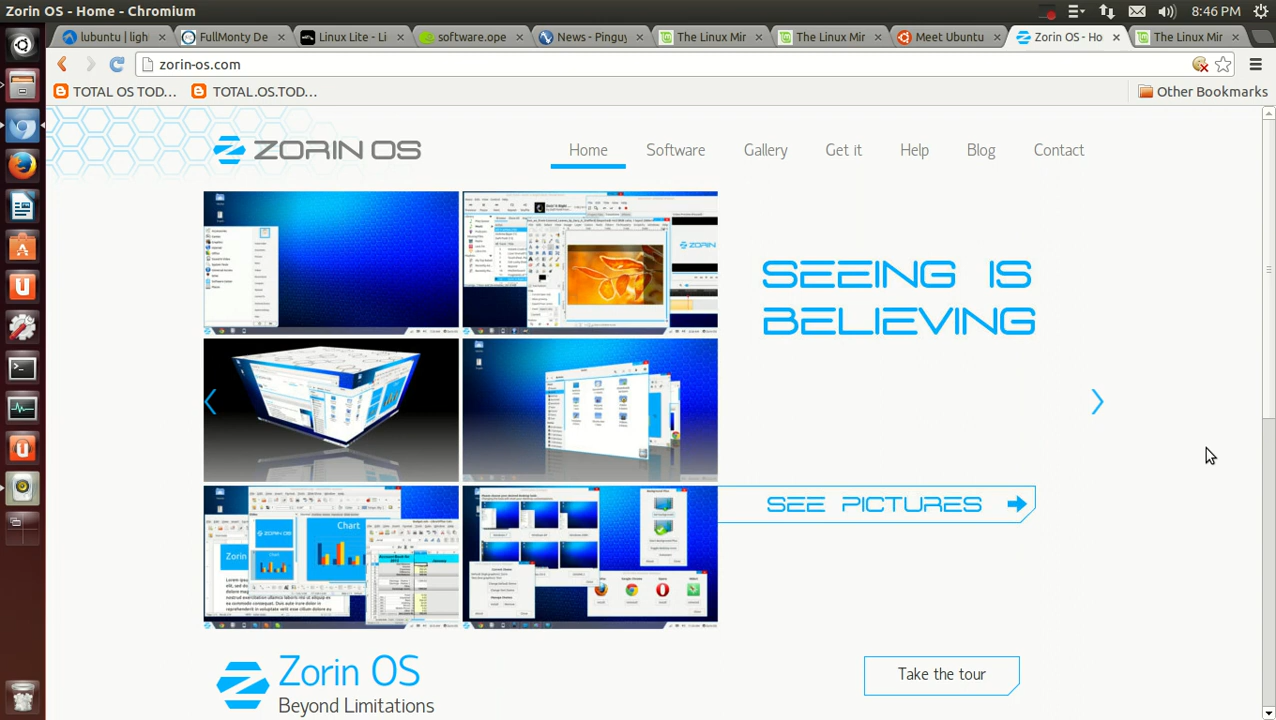 Zorin OS - Home - Chromium
8:46 PM
lubuntu | ligh
FullMonty De
Linux Lite - Li
software.ope
News - Pinguy
The Linux Mir
The Linux Mir
Meet Ubuntu
Zorin OS - Ho
The Linux Mir
zorin-os.com
TOTAL OS TOD...
TOTAL.OS.TOD...
Other Bookmarks
ZORIN OS
Home
Software
Gallery
Get it
Help
Blog
Contact
SEEING IS
BELIEVING
SEE PICTURES
Chart
Zorin
Zorin OS
Beyond Limitations
Take the tour